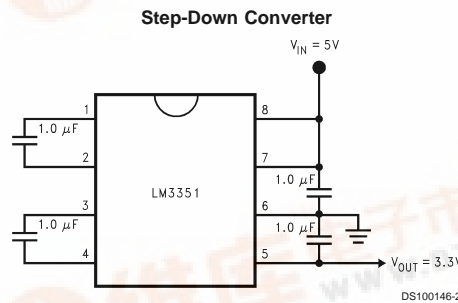 Step-Down Converter
V_IN = 5V
1
8
1.0 μF
2
7
1.0 μF
LM3351
3
6
1.0 μF
1.0 μF
4
5
V_OUT = 3.3V
DS100146-2